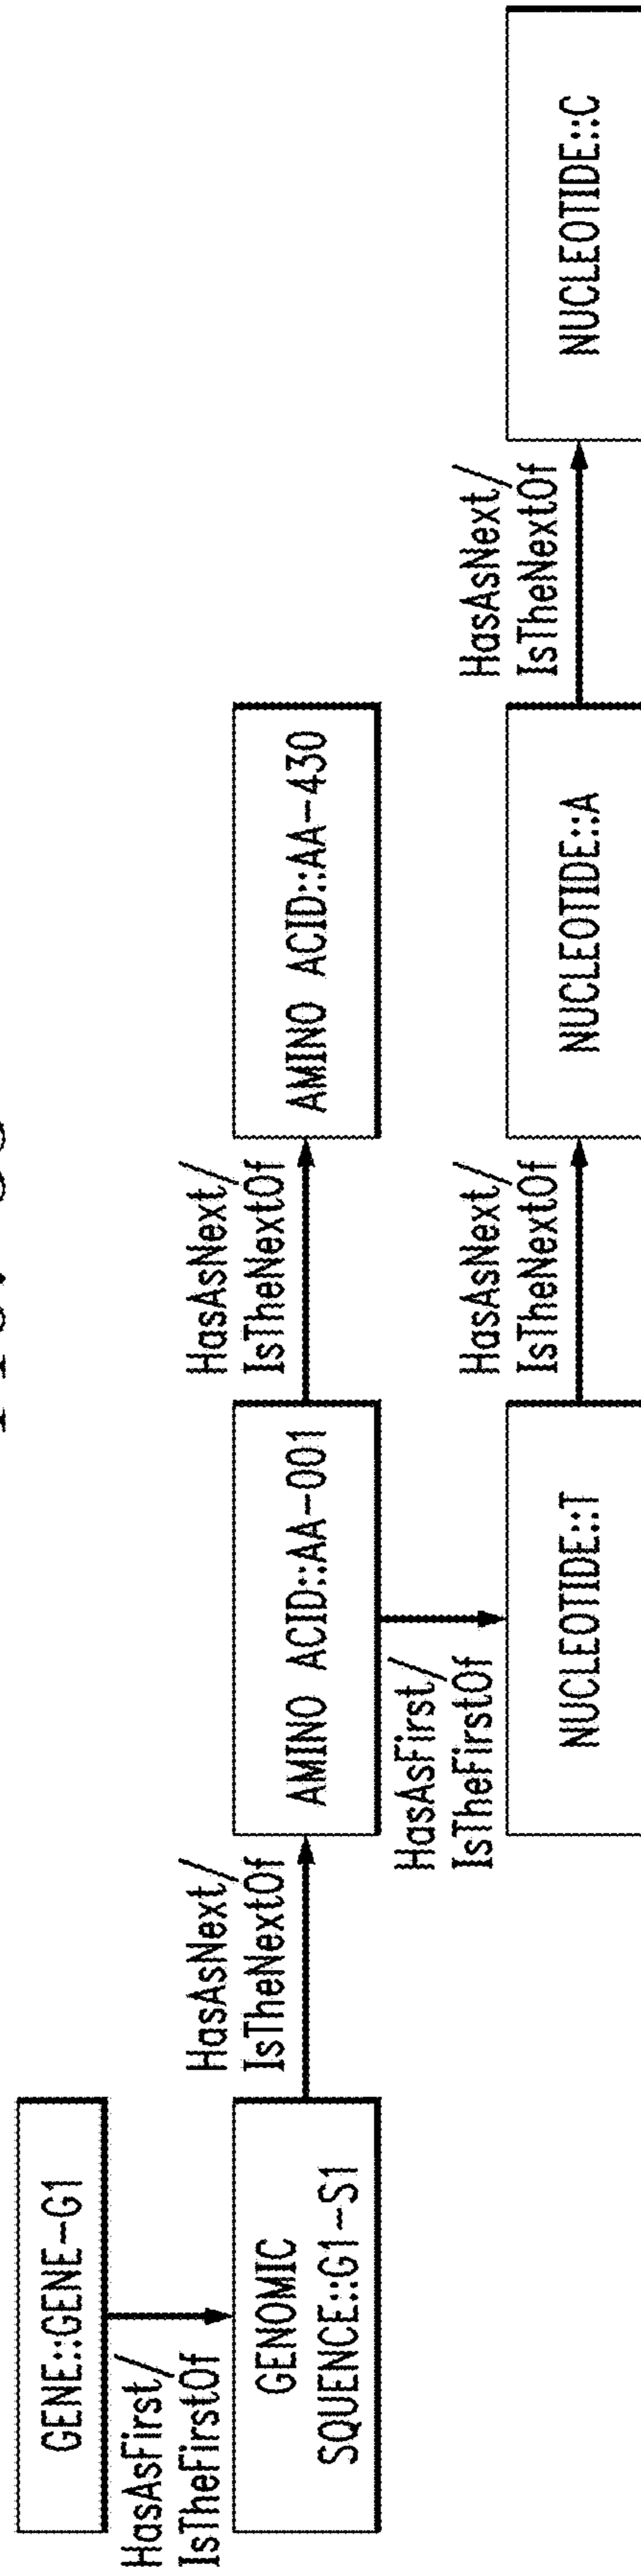 GENE::GENE-G1
HasAsFirst/
IsTheFirstOf
HasAsNext/
IsTheNextOf
HasAsNext/
IsTheNextOf
GENOMIC
SQUENCE::G1-S1
AMINO ACID::AA-001
AMINO ACID::AA-430
HasAsFirst/
IsTheFirstOf
HasAsNext/
IsTheNextOf
HasAsNext/
IsTheNextOf
NUCLEOTIDE::T
NUCLEOTIDE::A
NUCLEOTIDE::C